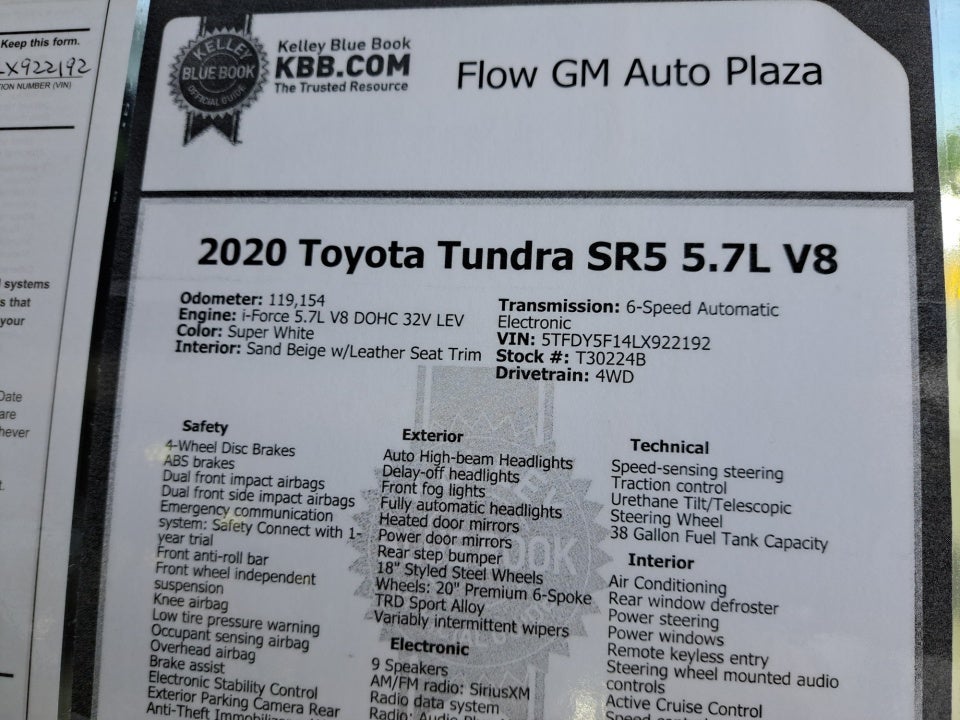 Keep this form.
LX922192
ION NUMBER (VIN)
systems
s that
your
Date
are
hever
KELLEY
BLUE BOOK
OFFICIAL GUIDE
Kelley Blue Book
KBB.COM
The Trusted Resource
Flow GM Auto Plaza
2020 Toyota Tundra SR5 5.7L V8
Odometer: 119,154
Engine: i-Force 5.7L V8 DOHC 32V LEV
Color: Super White
Interior: Sand Beige w/Leather Seat Trim
Transmission: 6-Speed Automatic
Electronic
VIN: 5TFDY5F14LX922192
Stock #: T30224B
Drivetrain: 4WD
Safety
4-Wheel Disc Brakes
ABS brakes
Dual front impact airbags
Dual front side impact airbags
Emergency communication
system: Safety Connect with 1-
year trial
Front anti-roll bar
Front wheel independent
suspension
Knee airbag
Low tire pressure warning
Occupant sensing airbag
Overhead airbag
Brake assist
Electronic Stability Control
Exterior Parking Camera Rear
Anti-Theft
Exterior
Auto High-beam Headlights
Delay-off headlights
Front fog lights
Fully automatic headlights
Heated door mirrors
Power door mirrors
Rear step bumper
18" Styled Steel Wheels
Wheels: 20" Premium 6-Spoke
TRD Sport Alloy
Variably intermittent wipers
Electronic
9 Speakers
AM/FM radio: SiriusXM
Radio data system
Radio: Audio
Technical
Speed-sensing steering
Traction control
Urethane Tilt/Telescopic
Steering Wheel
38 Gallon Fuel Tank Capacity
Interior
Air Conditioning
Rear window defroster
Power steering
Power windows
Remote keyless entry
Steering wheel mounted audio
controls
Active Cruise Control
Speed